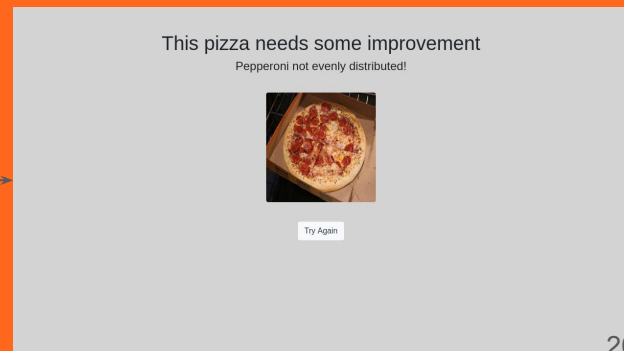 This pizza needs some improvement
Pepperoni not evenly distributed!
Try Again